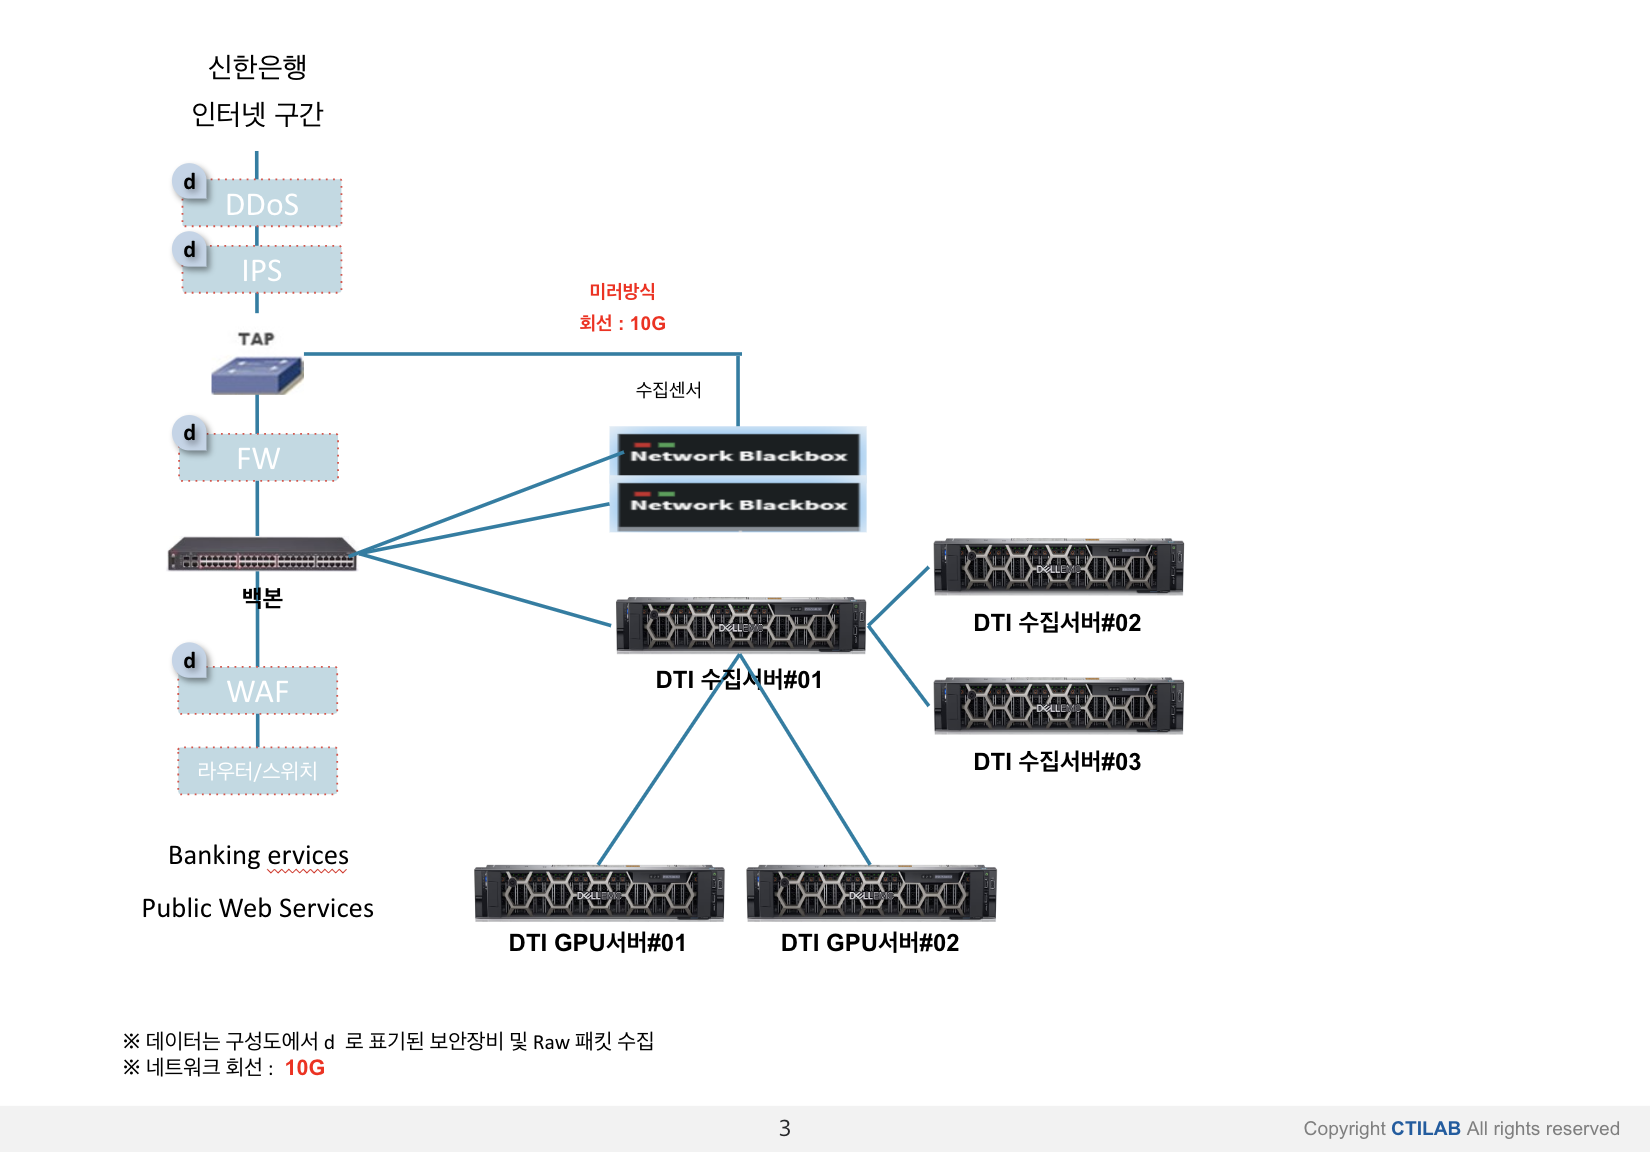 신한은행
인터넷 구간
d
DDoS
d
IPS
미러방식
회선 : 10G
TAP
수집센서
d
FW
Network Blackbox
Network Blackbox
백본
DELLEMC
DTI 수집서버#02
DELLEMC
DTI 수집서버#01
d
WAF
DELLEMC
DTI 수집서버#03
라우터/스위치
Banking ervices
Public Web Services
DELLEMC
DELLEMC
DTI GPU서버#01
DTI GPU서버#02
※ 데이터는 구성도에서 d 로 표기된 보안장비 및 Raw 패킷 수집
※ 네트워크 회선 : 10G
3
Copyright CTILAB All rights reserved